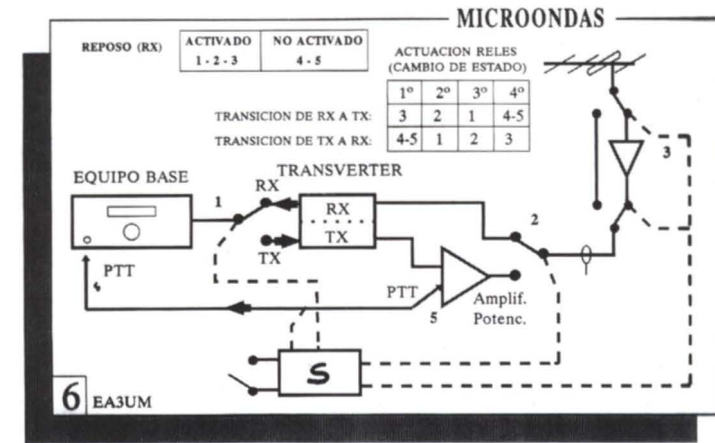 MICROONDAS
REPOSO (RX)
ACTIVADO NO ACTIVADO
1 - 2 - 3 4 - 5
ACTUACION RELES
(CAMBIO DE ESTADO)
1º 2º 3º 4º
TRANSICION DE RX A TX: 3 2 1 4-5
TRANSICION DE TX A RX: 4-5 1 2 3
3
EQUIPO BASE
TRANSVERTER
1
RX
RX
TX
TX
2
PTT
4
PTT
5
Amplif.
Potenc.
S
6 EA3UM